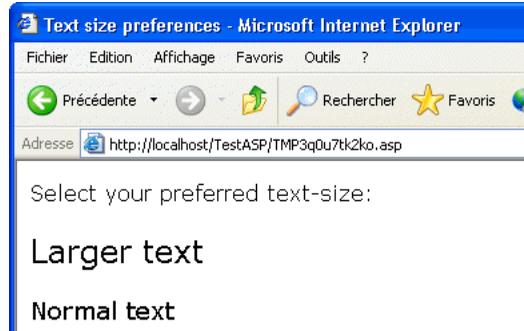 Text size preferences - Microsoft Internet Explorer
Fichier Edition Affichage Favoris Outils ?
Précédente Rechercher Favoris
Adresse http://localhost/TestASP/TMP3q0u7tk2ko.asp
Select your preferred text-size:
Larger text
Normal text